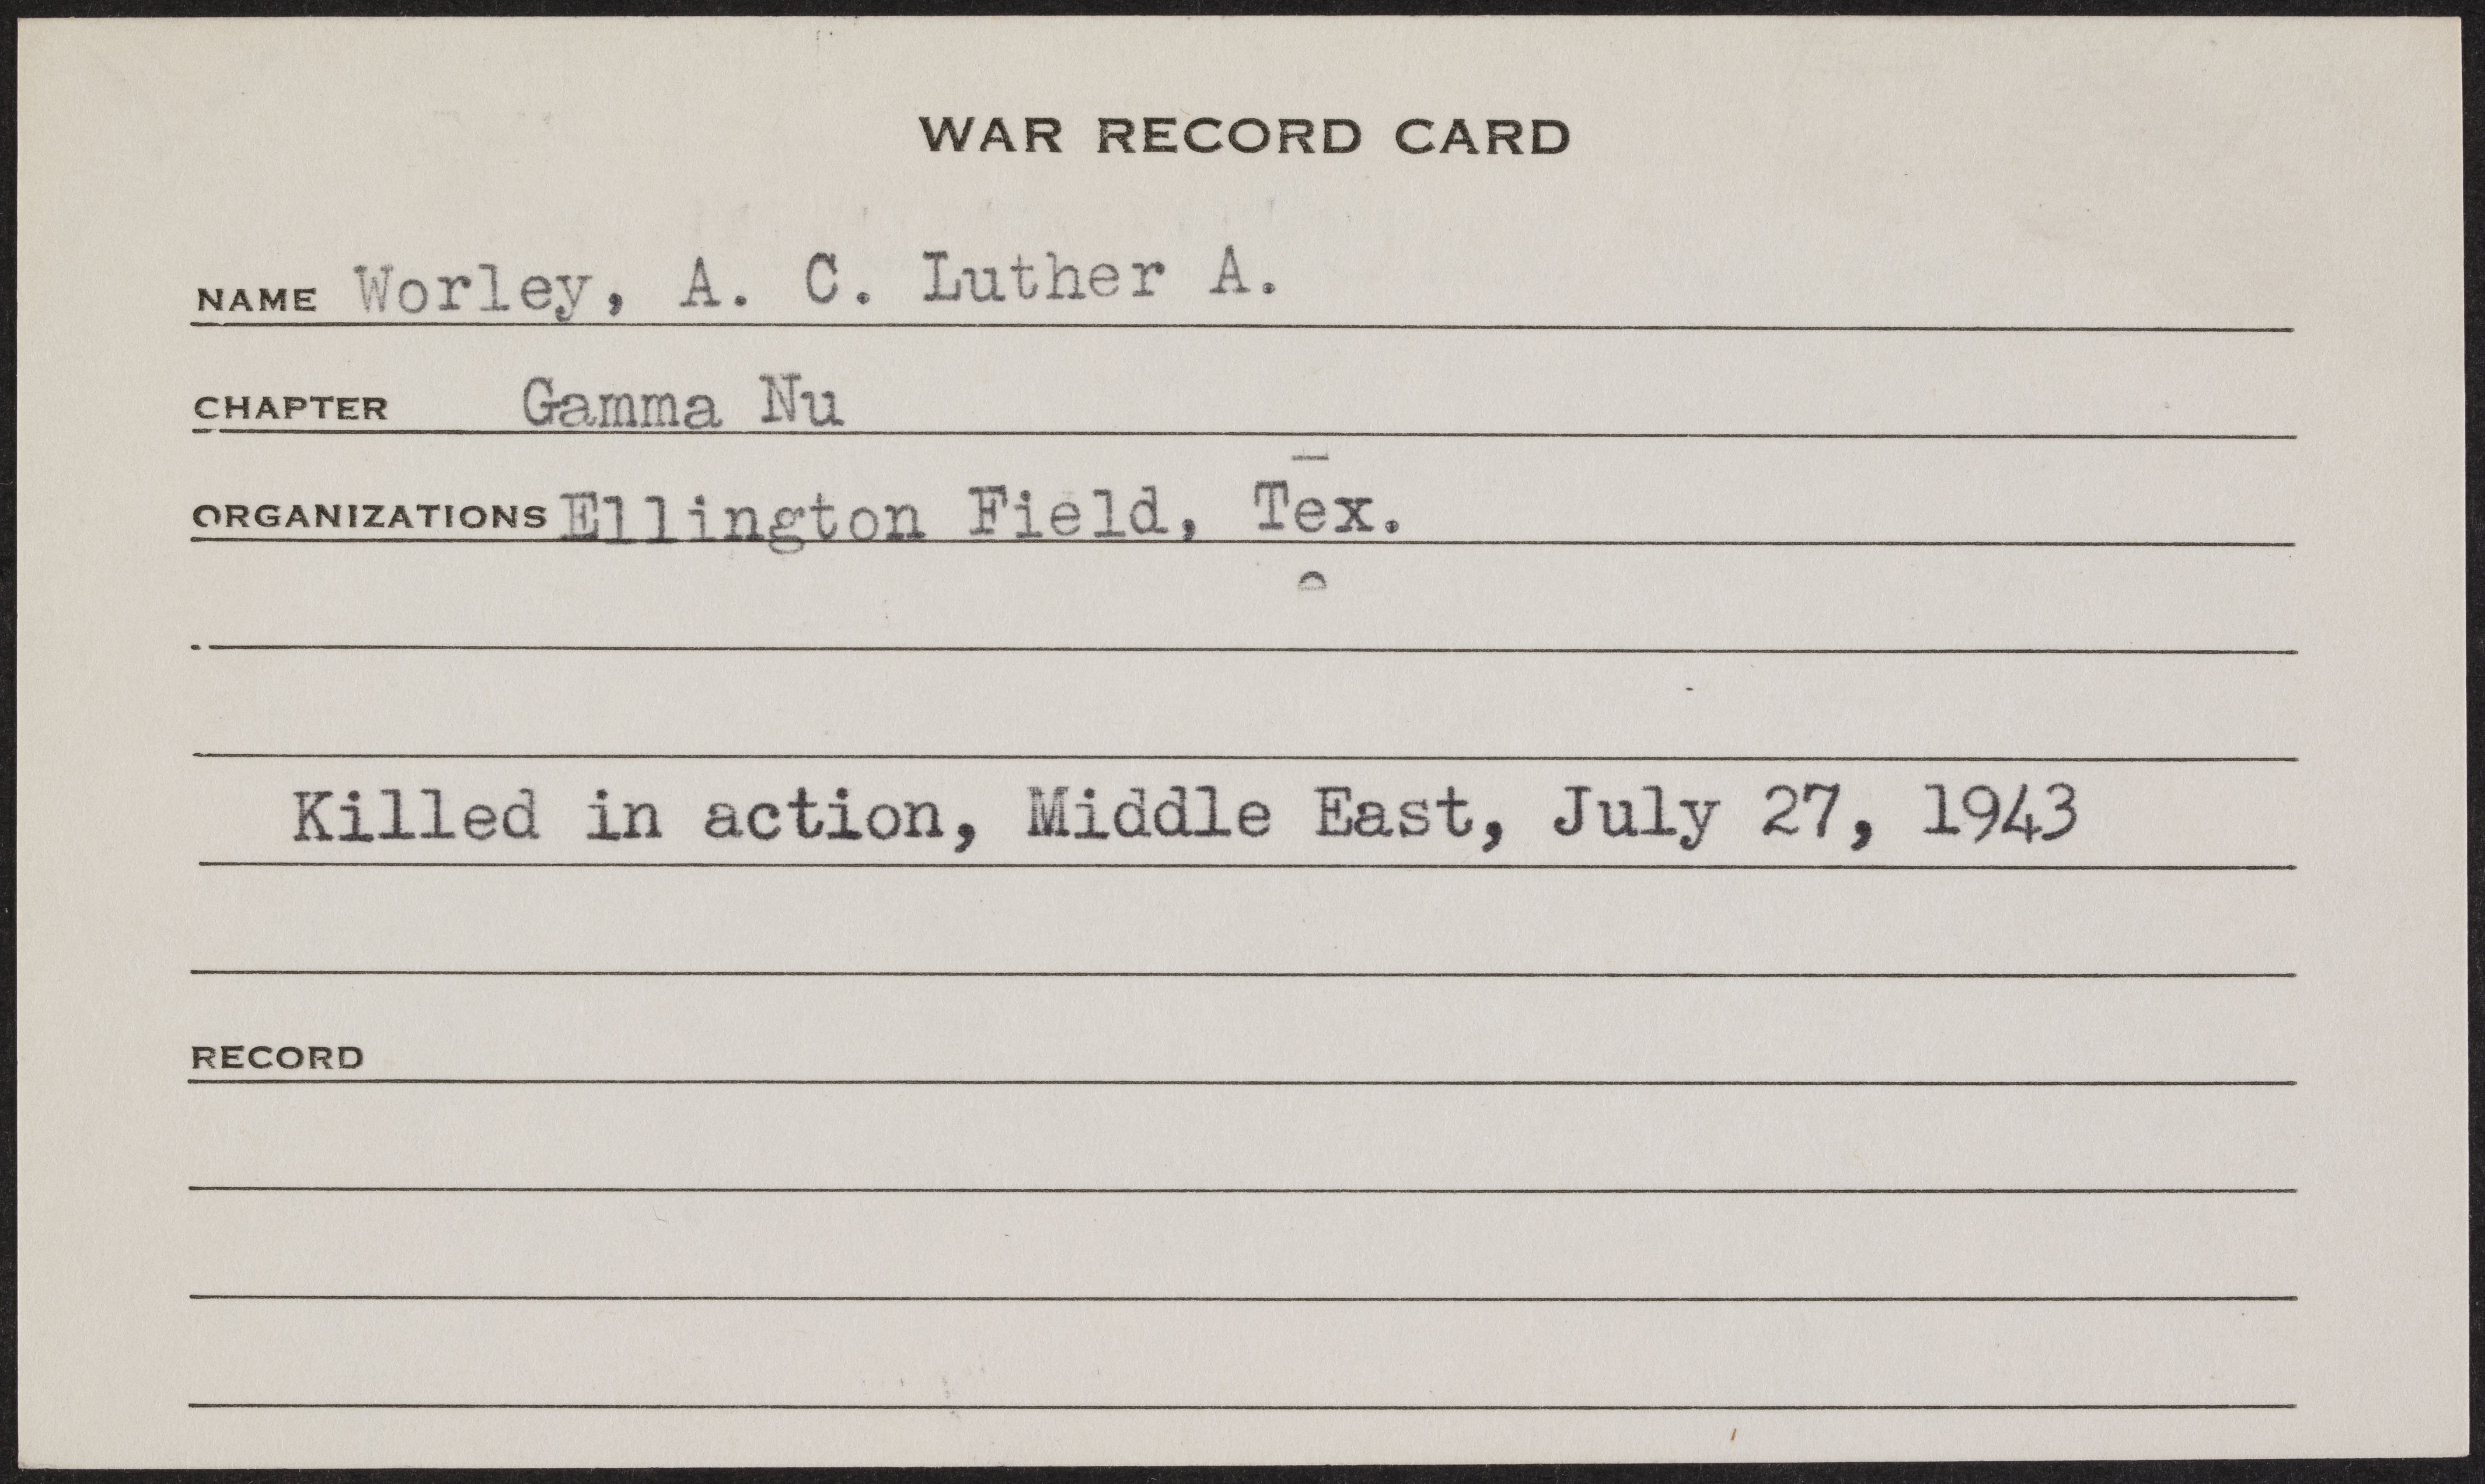 WAR RECORD CARD
NAME Worley, A. C. Luther A.
CHAPTER Gamma Nu
ORGANIZATIONS Ellington Field, Tex.
Killed in action, Middle East, July 27, 1943
RECORD